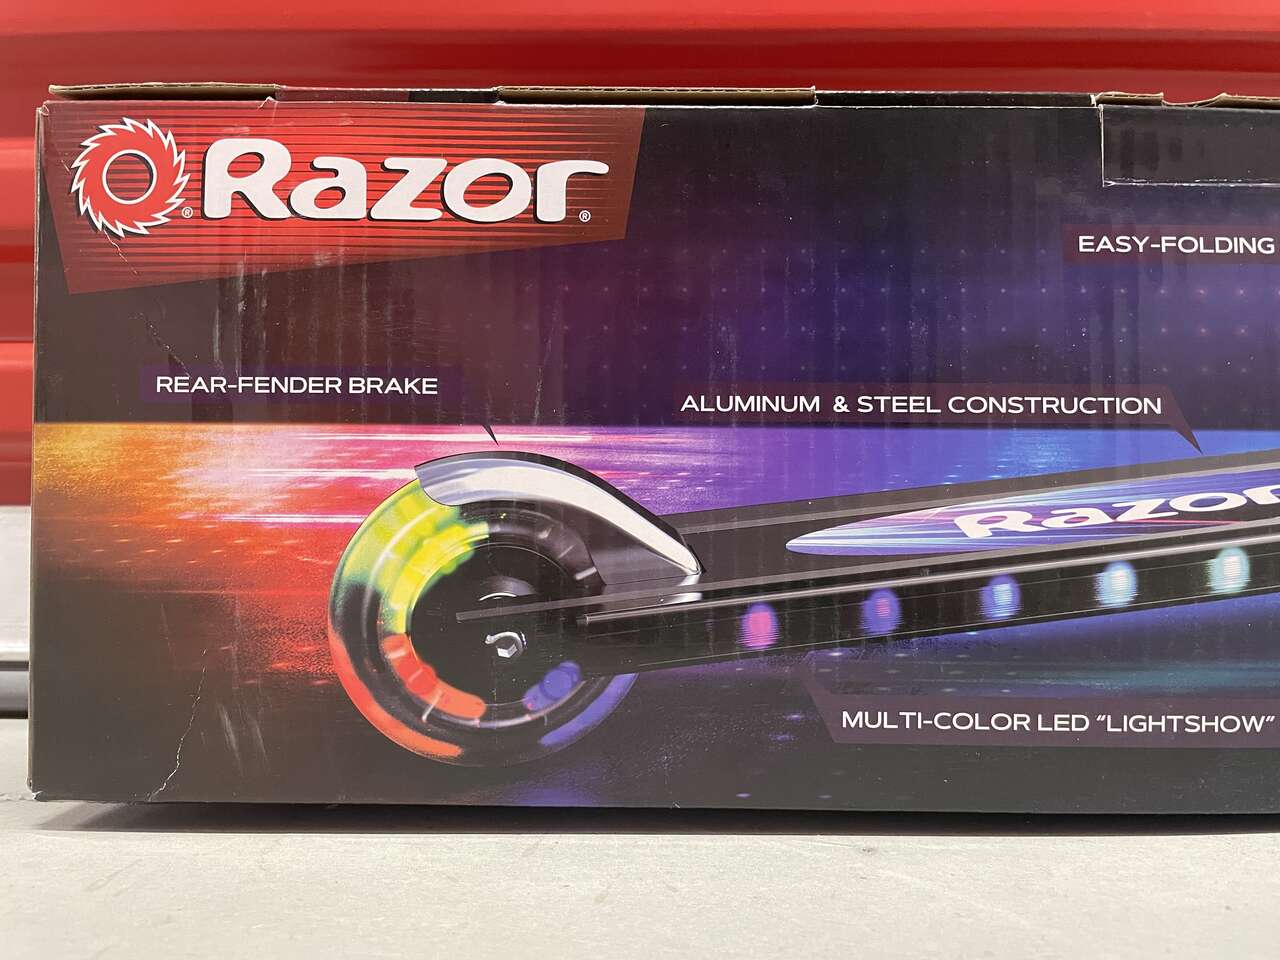 Razor
EASY-FOLDING
REAR-FENDER BRAKE
ALUMINUM & STEEL CONSTRUCTION
Razor
MULTI-COLOR LED “LIGHTSHOW”